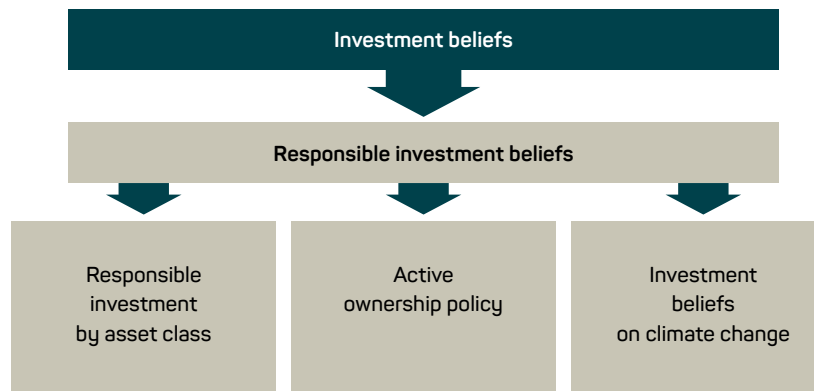 Investment beliefs
Responsible investment beliefs
Responsible
investment
by asset class
Active
ownership policy
Investment
beliefs
on climate change